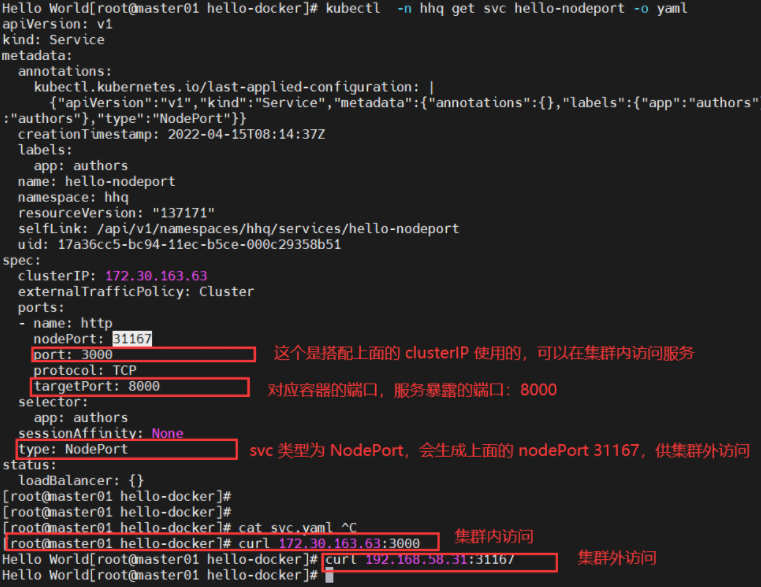 Hello World[root@master01 hello-docker]# kubectl  -n hhq get svc hello-nodeport -o yaml
apiVersion: v1
kind: Service
metadata:
  annotations:
    kubectl.kubernetes.io/last-applied-configuration: |
      {"apiVersion":"v1","kind":"Service","metadata":{"annotations":{},"labels":{"app":"authors"
:"authors"},"type":"NodePort"}}
  creationTimestamp: 2022-04-15T08:14:37Z
  labels:
    app: authors
  name: hello-nodeport
  namespace: hhq
  resourceVersion: "137171"
  selfLink: /api/v1/namespaces/hhq/services/hello-nodeport
  uid: 17a36cc5-bc94-11ec-b5ce-000c29358b51
spec:
  clusterIP: 172.30.163.63
  externalTrafficPolicy: Cluster
  ports:
  - name: http
    nodePort: 31167
    port: 3000 这个是搭配上面的 clusterIP 使用的，可以在集群内访问服务
    protocol: TCP
    targetPort: 8000 对应容器的端口，服务暴露的端口：8000
  selector:
    app: authors
  sessionAffinity: None
  type: NodePort svc 类型为 NodePort，会生成上面的 nodePort 31167，供集群外访问
status:
  loadBalancer: {}
[root@master01 hello-docker]#
[root@master01 hello-docker]#
[root@master01 hello-docker]# cat svc.yaml ^C
[root@master01 hello-docker]# curl 172.30.163.63:3000 集群内访问
Hello World[root@master01 hello-docker]# curl 192.168.58.31:31167 集群外访问
Hello World[root@master01 hello-docker]#